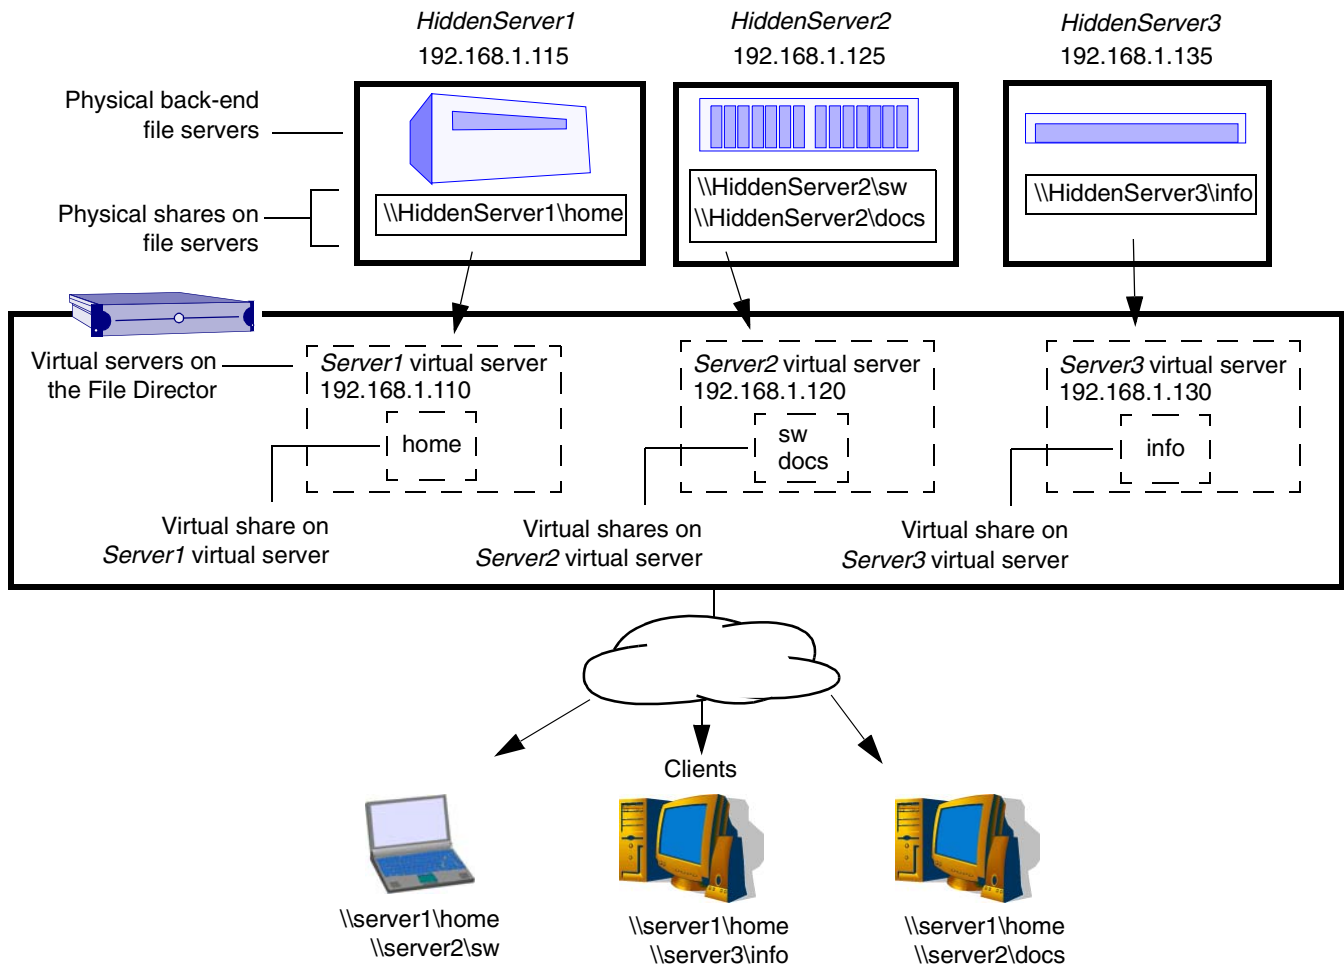 HiddenServer1
192.168.1.115
HiddenServer2
192.168.1.125
HiddenServer3
192.168.1.135
Physical back-end
file servers
Physical shares on
file servers
\\HiddenServer1\home
\\HiddenServer2\sw
\\HiddenServer2\docs
\\HiddenServer3\info
Virtual servers on
the File Director
Server1 virtual server
192.168.1.110
home
Server2 virtual server
192.168.1.120
sw
docs
Server3 virtual server
192.168.1.130
info
Virtual share on
Server1 virtual server
Virtual shares on
Server2 virtual server
Virtual share on
Server3 virtual server
Clients
\\server1\home
\\server2\sw
\\server1\home
\\server3\info
\\server1\home
\\server2\docs